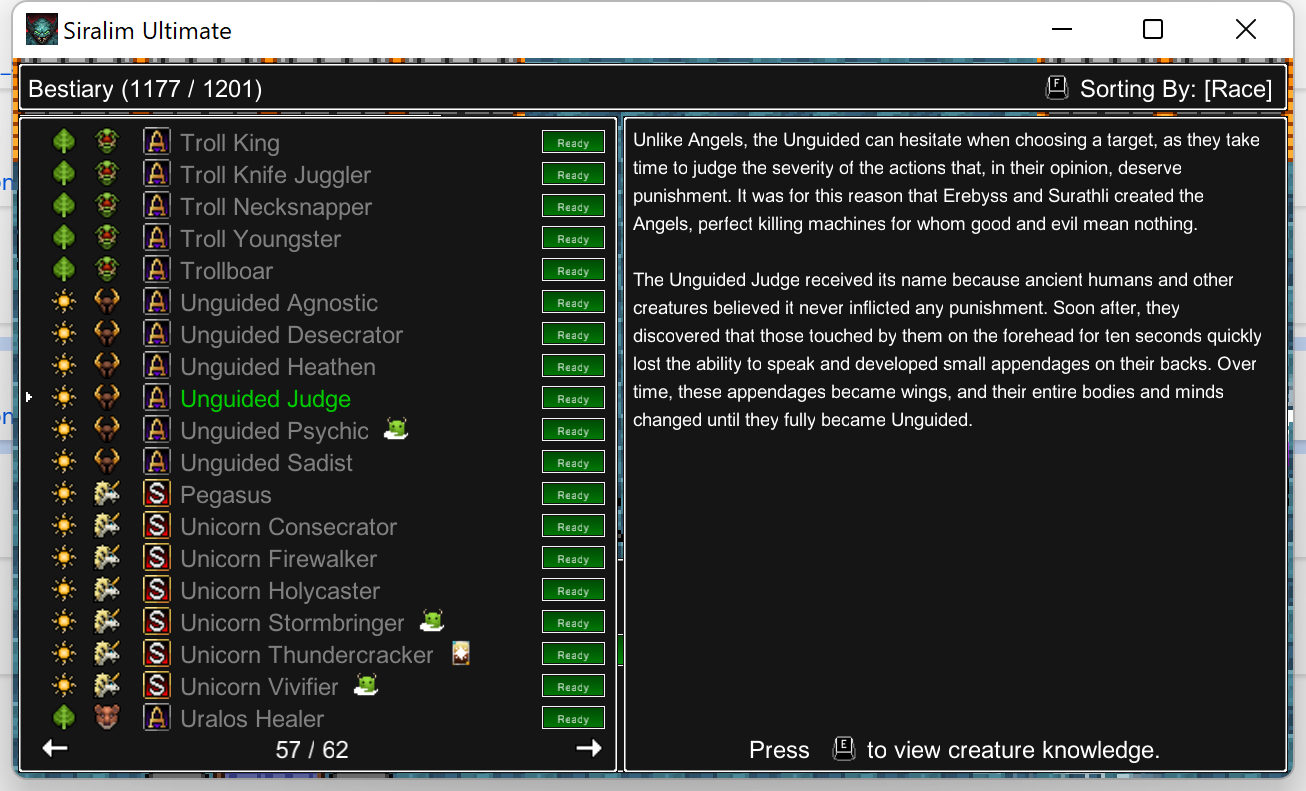 Siralim Ultimate
Bestiary (1177 / 1201)
F Sorting By: [Race]
A Troll King Ready
A Troll Knife Juggler Ready
A Troll Necksnapper Ready
A Troll Youngster Ready
A Trollboar Ready
A Unguided Agnostic Ready
A Unguided Desecrator Ready
A Unguided Heathen Ready
A Unguided Judge Ready
A Unguided Psychic Ready
A Unguided Sadist Ready
S Pegasus Ready
S Unicorn Consecrator Ready
S Unicorn Firewalker Ready
S Unicorn Holycaster Ready
S Unicorn Stormbringer Ready
S Unicorn Thundercracker Ready
S Unicorn Vivifier Ready
A Uralos Healer Ready
57 / 62
Unlike Angels, the Unguided can hesitate when choosing a target, as they take
time to judge the severity of the actions that, in their opinion, deserve
punishment. It was for this reason that Erebyss and Surathli created the
Angels, perfect killing machines for whom good and evil mean nothing.
The Unguided Judge received its name because ancient humans and other
creatures believed it never inflicted any punishment. Soon after, they
discovered that those touched by them on the forehead for ten seconds quickly
lost the ability to speak and developed small appendages on their backs. Over
time, these appendages became wings, and their entire bodies and minds
changed until they fully became Unguided.
Press E to view creature knowledge.